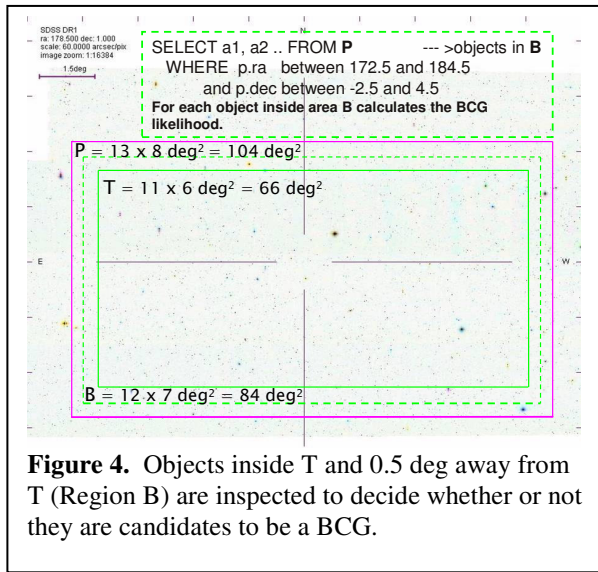 SDSS DR1
ra: 178.500 dec: 1.000
scale: 60.0000 arcsec/pix
image zoom: 1:16384
1.5deg
N
SELECT a1, a2 .. FROM P --- >objects in B
WHERE p.ra between 172.5 and 184.5
and p.dec between -2.5 and 4.5
For each object inside area B calculates the BCG
likelihood.
P = 13 x 8 deg² = 104 deg²
T = 11 x 6 deg² = 66 deg²
E
W
B = 12 x 7 deg² = 84 deg²
Figure 4. Objects inside T and 0.5 deg away from
T (Region B) are inspected to decide whether or not
they are candidates to be a BCG.